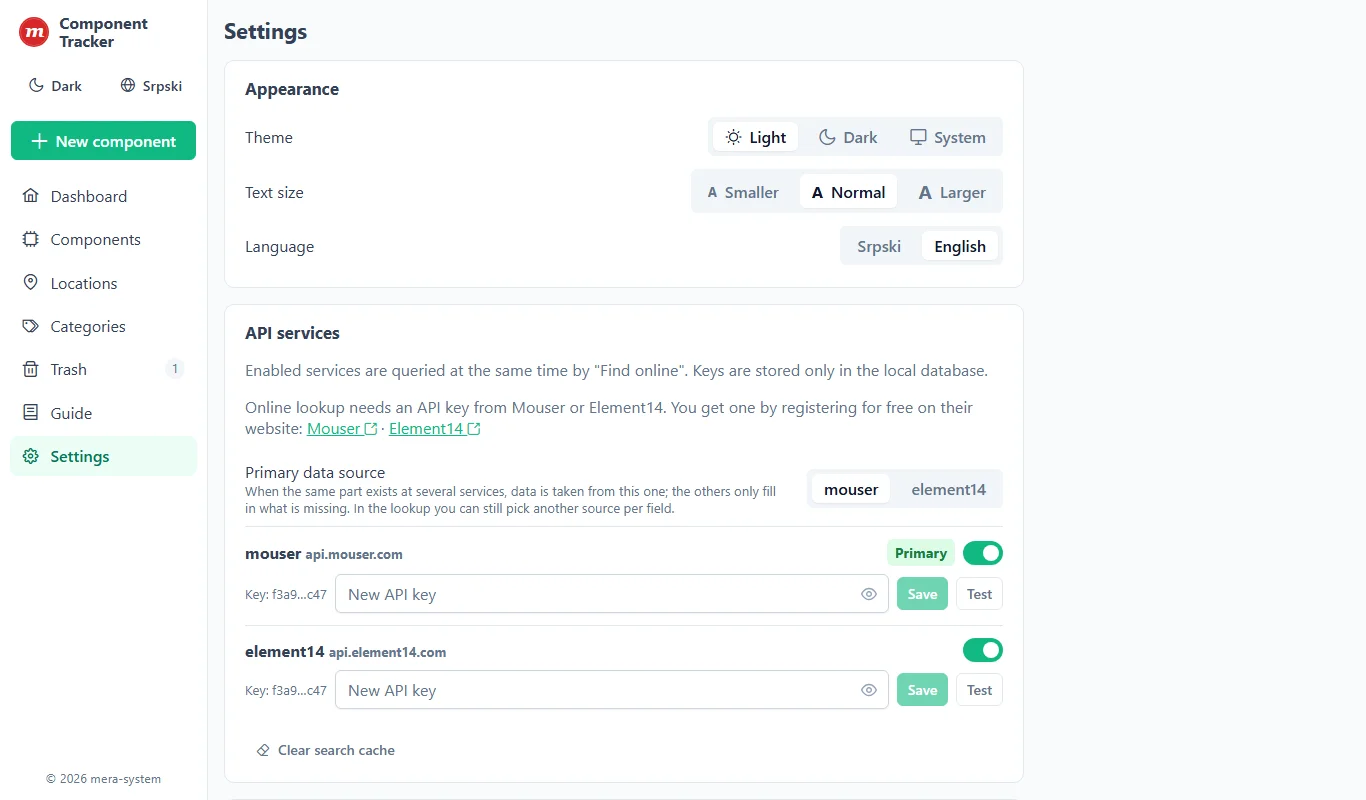 m
Component
Tracker
Dark
Srpski
New component
Dashboard
Components
Locations
Categories
Trash
1
Guide
Settings
© 2026 mera-system
Settings
Appearance
Theme
Light
Dark
System
Text size
A Smaller
A Normal
A Larger
Language
Srpski
English
API services
Enabled services are queried at the same time by "Find online". Keys are stored only in the local database.
Online lookup needs an API key from Mouser or Element14. You get one by registering for free on their
website: Mouser · Element14
Primary data source
When the same part exists at several services, data is taken from this one; the others only fill
in what is missing. In the lookup you can still pick another source per field.
mouser
element14
mouser api.mouser.com
Primary
Key: f3a9...c47
New API key
Save
Test
element14 api.element14.com
Key: f3a9...c47
New API key
Save
Test
Clear search cache